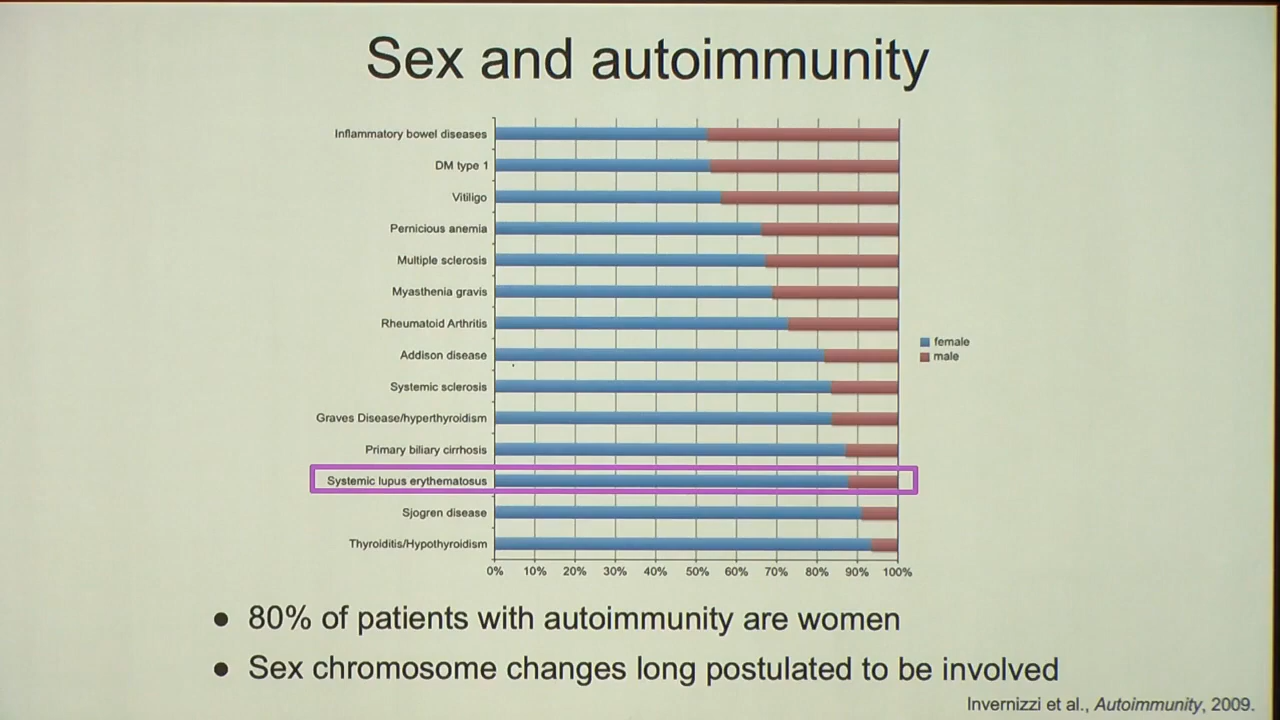 Sex and autoimmunity
Inflammatory bowel diseases
DM type 1
Vitiligo
Pernicious anemia
Multiple sclerosis
Myasthenia gravis
Rheumatoid Arthritis
Addison disease
Systemic sclerosis
Graves Disease/hyperthyroidism
Primary biliary cirrhosis
Systemic lupus erythematosus
Sjogren disease
Thyroiditis/Hypothyroidism
female
male
0% 10% 20% 30% 40% 50% 60% 70% 80% 90% 100%
● 80% of patients with autoimmunity are women
● Sex chromosome changes long postulated to be involved
Invernizzi et al., Autoimmunity, 2009.